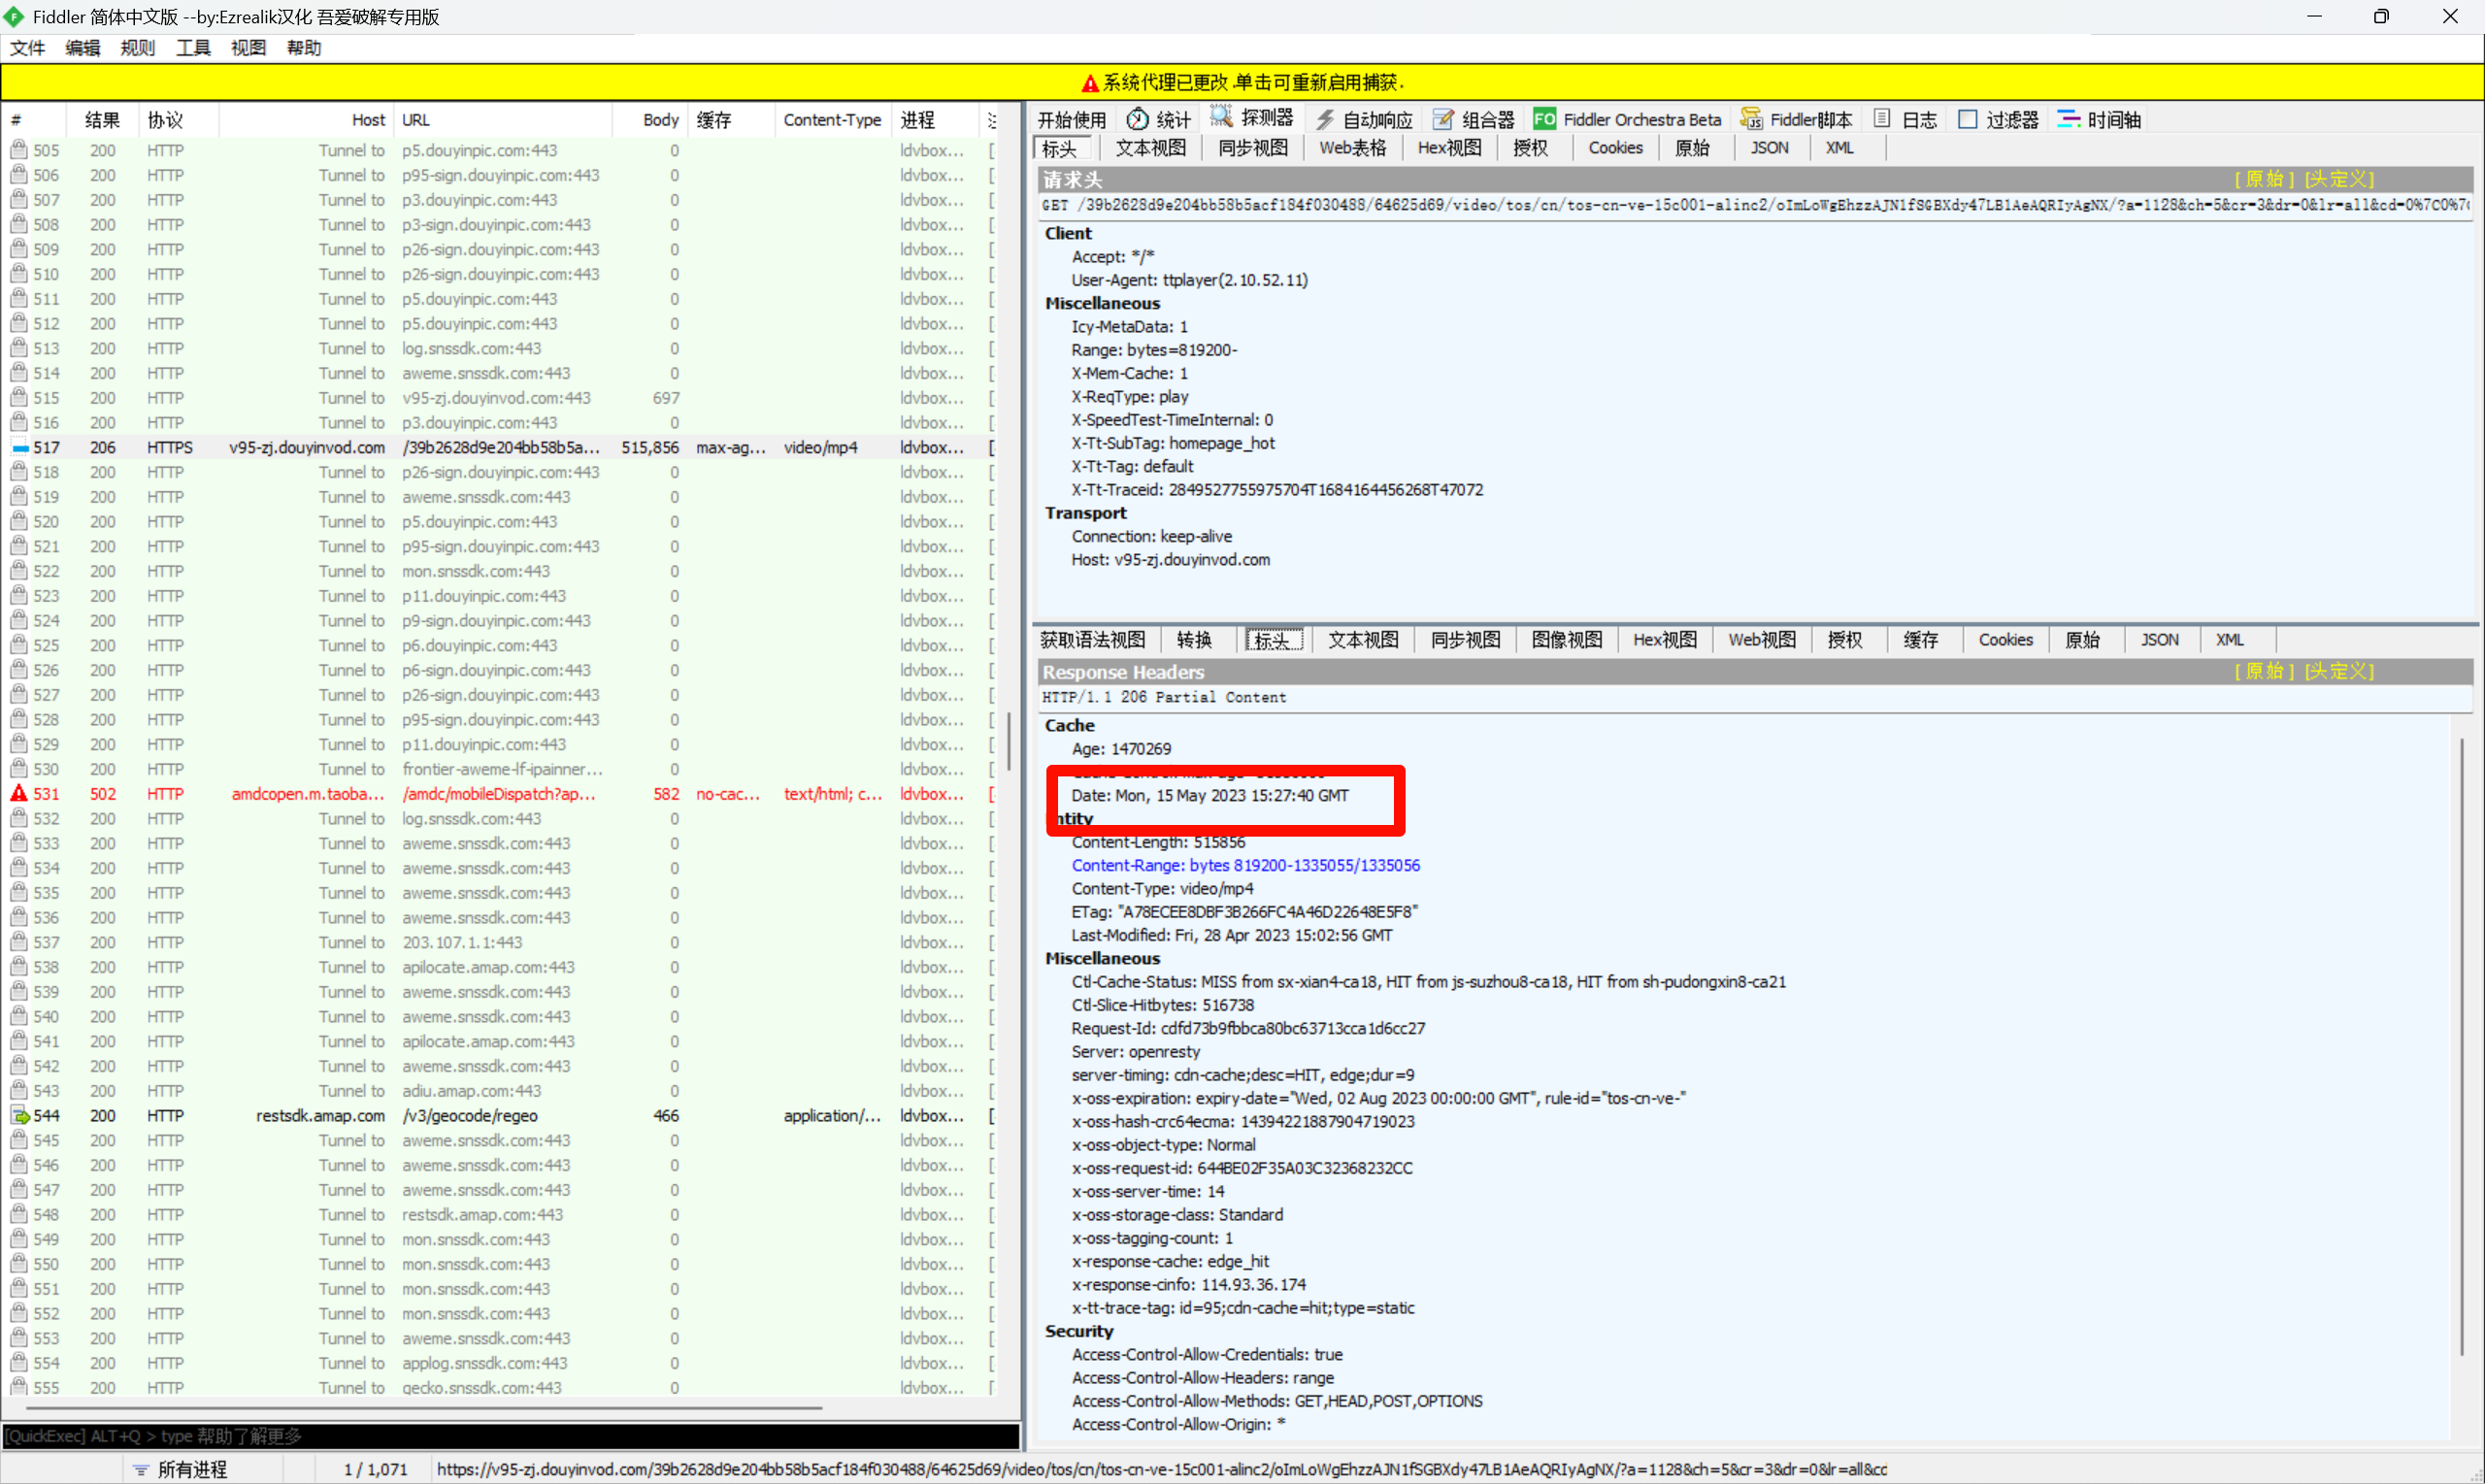 Fiddler 简体中文版 --by:Ezrealik汉化 吾爱破解专用版
文件 编辑 规则 工具 视图 帮助
系统代理已更改.单击可重新启用捕获.
# 结果 协议 Host URL Body 缓存 Content-Type 进程
505 200 HTTP Tunnel to p5.douyinpic.com:443 0 ldvbox... [
506 200 HTTP Tunnel to p95-sign.douyinpic.com:443 0 ldvbox... [
507 200 HTTP Tunnel to p3.douyinpic.com:443 0 ldvbox... [
508 200 HTTP Tunnel to p3-sign.douyinpic.com:443 0 ldvbox... [
509 200 HTTP Tunnel to p26-sign.douyinpic.com:443 0 ldvbox... [
510 200 HTTP Tunnel to p26-sign.douyinpic.com:443 0 ldvbox... [
511 200 HTTP Tunnel to p5.douyinpic.com:443 0 ldvbox... [
512 200 HTTP Tunnel to p5.douyinpic.com:443 0 ldvbox... [
513 200 HTTP Tunnel to log.snssdk.com:443 0 ldvbox... [
514 200 HTTP Tunnel to aweme.snssdk.com:443 0 ldvbox... [
515 200 HTTP Tunnel to v95-zj.douyinvod.com:443 697 ldvbox... [
516 200 HTTP Tunnel to p3.douyinpic.com:443 0 ldvbox... [
517 206 HTTPS v95-zj.douyinvod.com /39b2628d9e204bb58b5a... 515,856 max-ag... video/mp4 ldvbox... [
518 200 HTTP Tunnel to p26-sign.douyinpic.com:443 0 ldvbox... [
519 200 HTTP Tunnel to aweme.snssdk.com:443 0 ldvbox... [
520 200 HTTP Tunnel to p5.douyinpic.com:443 0 ldvbox... [
521 200 HTTP Tunnel to p95-sign.douyinpic.com:443 0 ldvbox... [
522 200 HTTP Tunnel to mon.snssdk.com:443 0 ldvbox... [
523 200 HTTP Tunnel to p11.douyinpic.com:443 0 ldvbox... [
524 200 HTTP Tunnel to p9-sign.douyinpic.com:443 0 ldvbox... [
525 200 HTTP Tunnel to p6.douyinpic.com:443 0 ldvbox... [
526 200 HTTP Tunnel to p6-sign.douyinpic.com:443 0 ldvbox... [
527 200 HTTP Tunnel to p26-sign.douyinpic.com:443 0 ldvbox... [
528 200 HTTP Tunnel to p95-sign.douyinpic.com:443 0 ldvbox... [
529 200 HTTP Tunnel to p11.douyinpic.com:443 0 ldvbox... [
530 200 HTTP Tunnel to frontier-aweme-lf-ipainner... 0 ldvbox... [
531 502 HTTP amdcopen.m.taoba... /amdc/mobileDispatch?ap... 582 no-cac... text/html; c... ldvbox... [
532 200 HTTP Tunnel to log.snssdk.com:443 0 ldvbox... [
533 200 HTTP Tunnel to aweme.snssdk.com:443 0 ldvbox... [
534 200 HTTP Tunnel to aweme.snssdk.com:443 0 ldvbox... [
535 200 HTTP Tunnel to aweme.snssdk.com:443 0 ldvbox... [
536 200 HTTP Tunnel to aweme.snssdk.com:443 0 ldvbox... [
537 200 HTTP Tunnel to 203.107.1.1:443 0 ldvbox... [
538 200 HTTP Tunnel to apilocate.amap.com:443 0 ldvbox... [
539 200 HTTP Tunnel to aweme.snssdk.com:443 0 ldvbox... [
540 200 HTTP Tunnel to aweme.snssdk.com:443 0 ldvbox... [
541 200 HTTP Tunnel to apilocate.amap.com:443 0 ldvbox... [
542 200 HTTP Tunnel to aweme.snssdk.com:443 0 ldvbox... [
543 200 HTTP Tunnel to adiu.amap.com:443 0 ldvbox... [
544 200 HTTP restsdk.amap.com /v3/geocode/regeo 466 application/... ldvbox... [
545 200 HTTP Tunnel to aweme.snssdk.com:443 0 ldvbox... [
546 200 HTTP Tunnel to aweme.snssdk.com:443 0 ldvbox... [
547 200 HTTP Tunnel to aweme.snssdk.com:443 0 ldvbox... [
548 200 HTTP Tunnel to restsdk.amap.com:443 0 ldvbox... [
549 200 HTTP Tunnel to mon.snssdk.com:443 0 ldvbox... [
550 200 HTTP Tunnel to mon.snssdk.com:443 0 ldvbox... [
551 200 HTTP Tunnel to mon.snssdk.com:443 0 ldvbox... [
552 200 HTTP Tunnel to mon.snssdk.com:443 0 ldvbox... [
553 200 HTTP Tunnel to aweme.snssdk.com:443 0 ldvbox... [
554 200 HTTP Tunnel to applog.snssdk.com:443 0 ldvbox... [
555 200 HTTP Tunnel to gecko.snssdk.com:443 0 ldvbox... [
[QuickExec] ALT+Q > type 帮助了解更多
开始使用 统计 探测器 自动响应 组合器 FO Fiddler Orchestra Beta Fiddler脚本 日志 过滤器 时间轴
标头 文本视图 同步视图 Web表格 Hex视图 授权 Cookies 原始 JSON XML
请求头 [ 原始 ] [头定义]
GET /39b2628d9e204bb58b5acf184f030488/64625d69/video/tos/cn/tos-cn-ve-15c001-alinc2/oImLoWgEhzzAJN1fSGBXdy47LB1AeAQRIyAgNX/?a=1128&ch=5&cr=3&dr=0&lr=all&cd=0%7C0%7
Client
Accept: */*
User-Agent: ttplayer(2.10.52.11)
Miscellaneous
Icy-MetaData: 1
Range: bytes=819200-
X-Mem-Cache: 1
X-ReqType: play
X-SpeedTest-TimeInternal: 0
X-Tt-SubTag: homepage_hot
X-Tt-Tag: default
X-Tt-Traceid: 2849527755975704T1684164456268T47072
Transport
Connection: keep-alive
Host: v95-zj.douyinvod.com
获取语法视图 转换 标头 文本视图 同步视图 图像视图 Hex视图 Web视图 授权 缓存 Cookies 原始 JSON XML
Response Headers [ 原始 ] [头定义]
HTTP/1.1 206 Partial Content
Cache
Age: 1470269
Date: Mon, 15 May 2023 15:27:40 GMT
ntity
Content-Length: 515856
Content-Range: bytes 819200-1335055/1335056
Content-Type: video/mp4
ETag: "A78ECEE8DBF3B266FC4A46D22648E5F8"
Last-Modified: Fri, 28 Apr 2023 15:02:56 GMT
Miscellaneous
Ctl-Cache-Status: MISS from sx-xian4-ca18, HIT from js-suzhou8-ca18, HIT from sh-pudongxin8-ca21
Ctl-Slice-Hitbytes: 516738
Request-Id: cdfd73b9fbbca80bc63713cca1d6cc27
Server: openresty
server-timing: cdn-cache;desc=HIT, edge;dur=9
x-oss-expiration: expiry-date="Wed, 02 Aug 2023 00:00:00 GMT", rule-id="tos-cn-ve-"
x-oss-hash-crc64ecma: 14394221887904719023
x-oss-object-type: Normal
x-oss-request-id: 644BE02F35A03C32368232CC
x-oss-server-time: 14
x-oss-storage-class: Standard
x-oss-tagging-count: 1
x-response-cache: edge_hit
x-response-cinfo: 114.93.36.174
x-tt-trace-tag: id=95;cdn-cache=hit;type=static
Security
Access-Control-Allow-Credentials: true
Access-Control-Allow-Headers: range
Access-Control-Allow-Methods: GET,HEAD,POST,OPTIONS
Access-Control-Allow-Origin: *
所有进程 1 / 1,071 https://v95-zj.douyinvod.com/39b2628d9e204bb58b5acf184f030488/64625d69/video/tos/cn/tos-cn-ve-15c001-alinc2/oImLoWgEhzzAJN1fSGBXdy47LB1AeAQRIyAgNX/?a=1128&ch=5&cr=3&dr=0&lr=all&cd